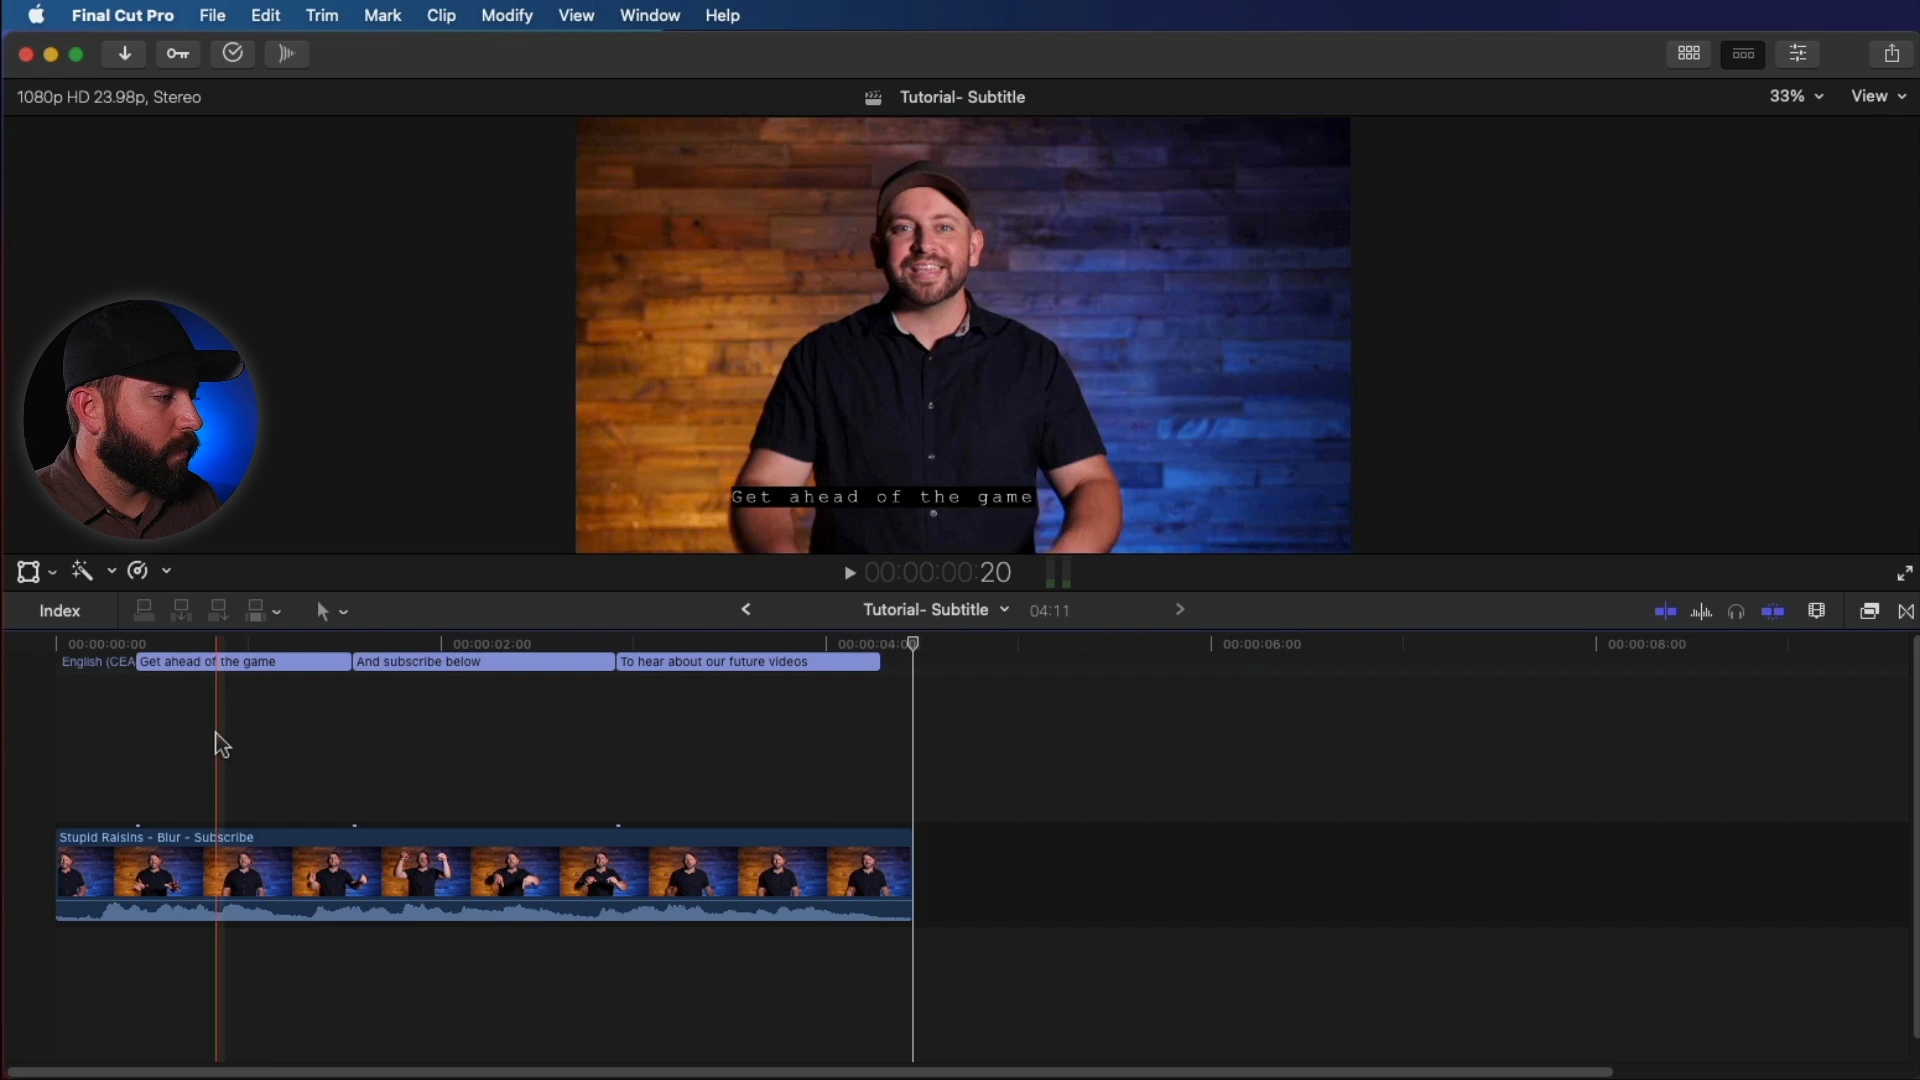 Final Cut Pro File Edit Trim Mark Clip Modify View Window Help
1080p HD 23.98p, Stereo
Tutorial- Subtitle
33%
View
Get ahead of the game
00:00:00:20
Index
Tutorial- Subtitle
04:11
00:00:00:00
00:00:02:00
00:00:04:0
00:00:06:00
00:00:08:00
English (CEA
Get ahead of the game
And subscribe below
To hear about our future videos
Stupid Raisins - Blur - Subscribe